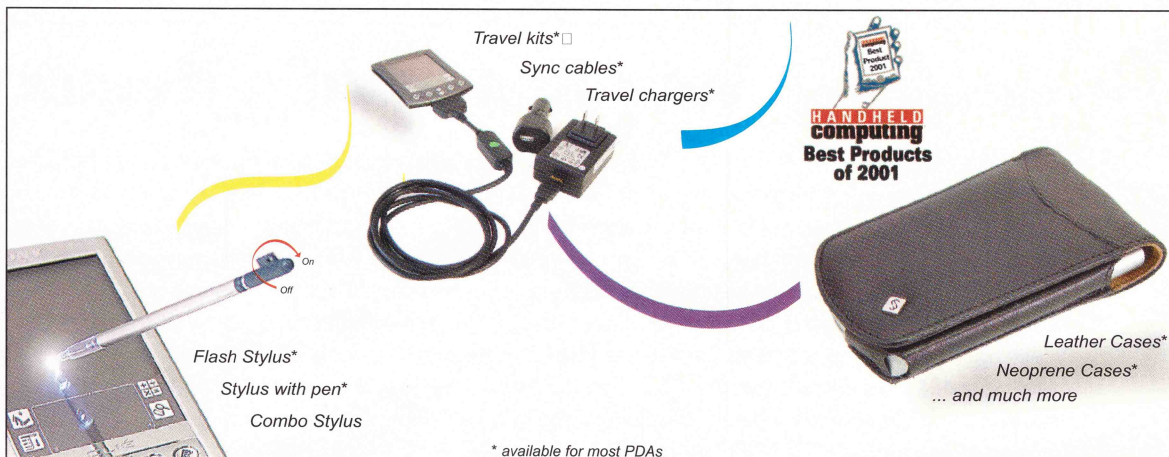 Travel kits*□
Sync cables*
Travel chargers*
computing
Best
Product
2001
HANDHELD
computing
Best Products
of 2001
On
Off
Flash Stylus*
Stylus with pen*
Combo Stylus
Leather Cases*
Neoprene Cases*
... and much more
* available for most PDAs